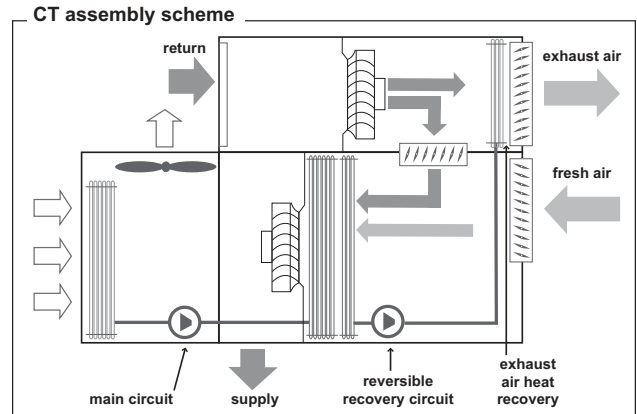 CT assembly scheme
return
exhaust air
fresh air
main circuit
supply
reversible
recovery circuit
exhaust
air heat
recovery